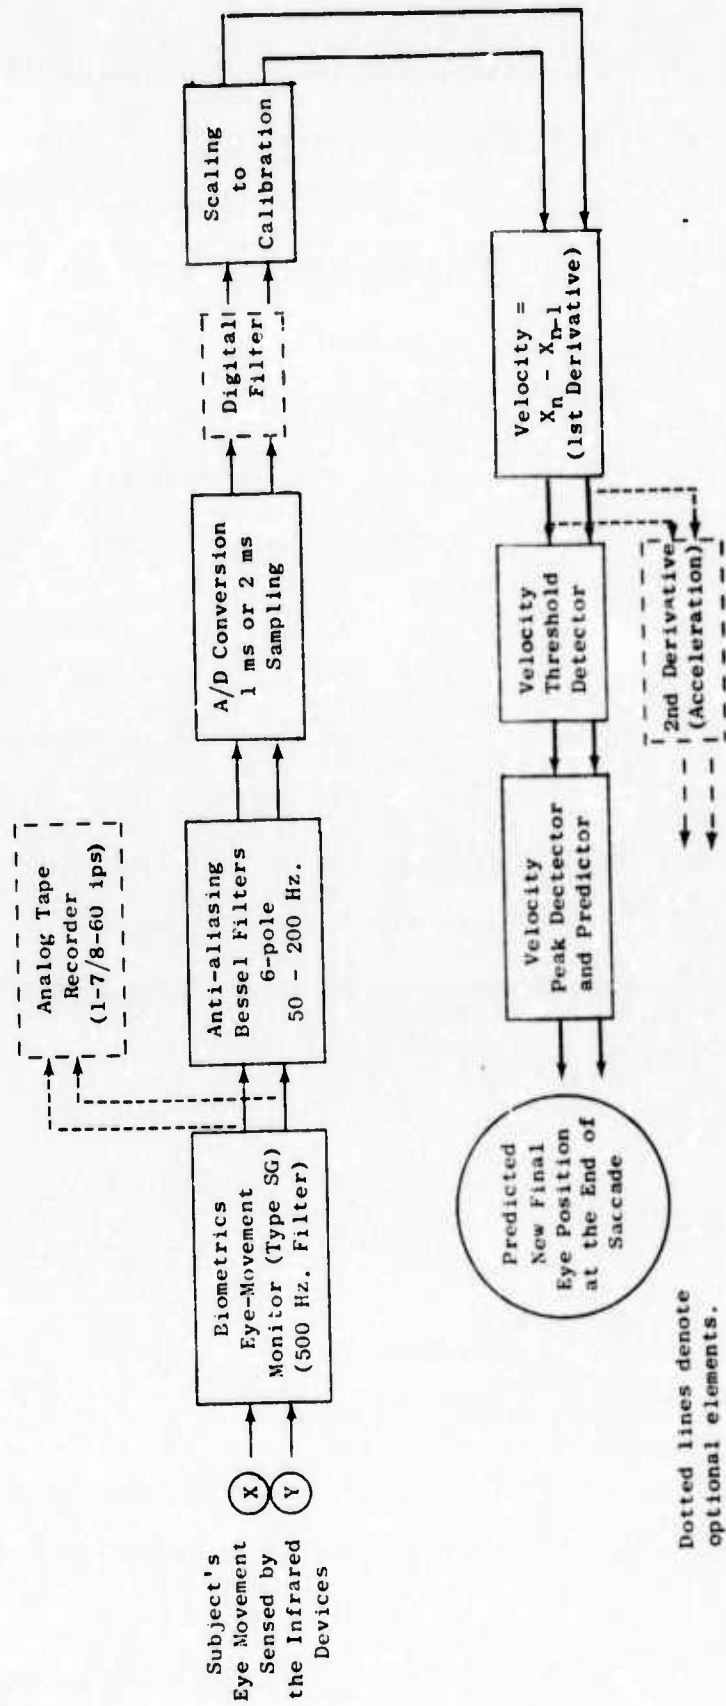 Subject's
Eye Movement
Sensed by
the Infrared
Devices
X
Y
Biometrics
Eye-Movement
Monitor (Type SG)
(500 Hz. Filter)
Analog Tape
Recorder
(1-7/8-60 ips)
Anti-aliasing
Bessel Filters
6-pole
50 - 200 Hz.
A/D Conversion
1 ms or 2 ms
Sampling
Digital
Filter
Scaling
to
Calibration
Velocity =
Xn - Xn-1
(1st Derivative)
2nd Derivative
(Acceleration)
Velocity
Threshold
Detector
Velocity
Peak Dectector
and Predictor
Predicted
New Final
Eye Position
at the End of
Saccade
Dotted lines denote
optional elements.